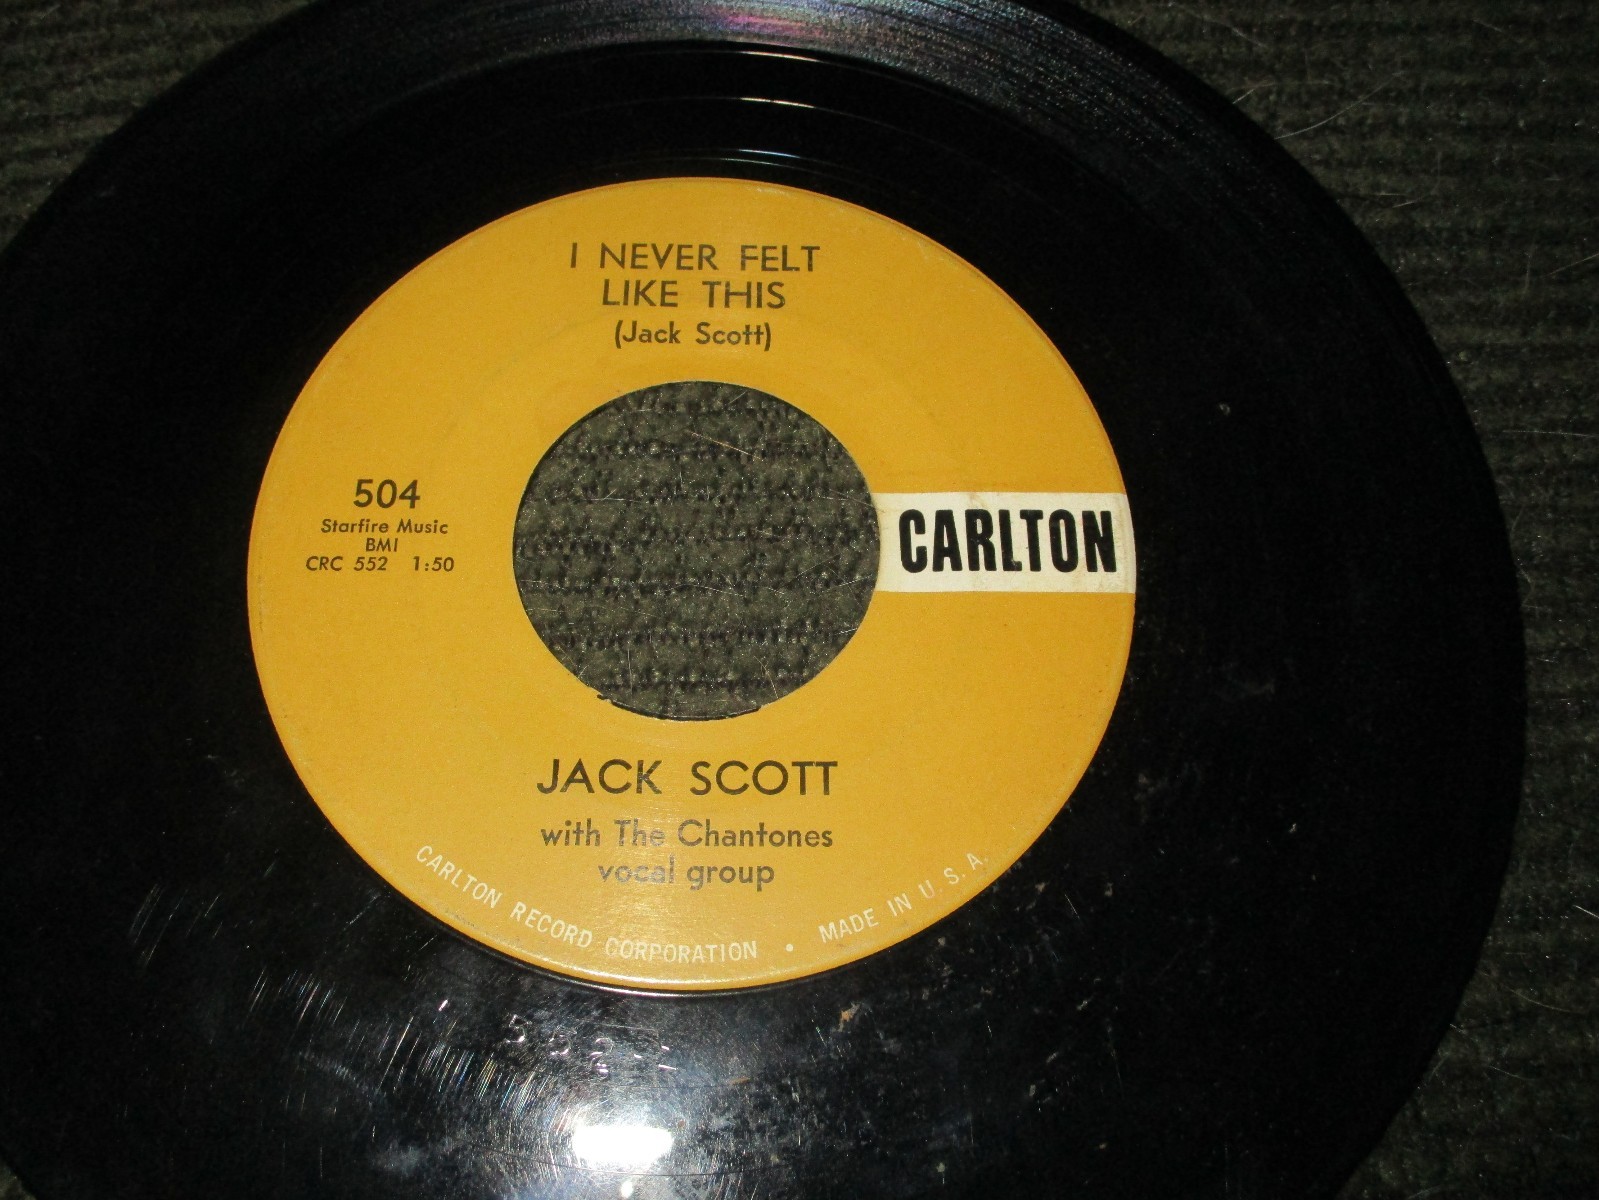 I NEVER FELT
LIKE THIS
(Jack Scott)
504
Starfire Music
BMI
CRC 552 1:50
CARLTON
JACK SCOTT
with The Chantones
vocal group
CARLTON RECORD CORPORATION • MADE IN U. S. A.